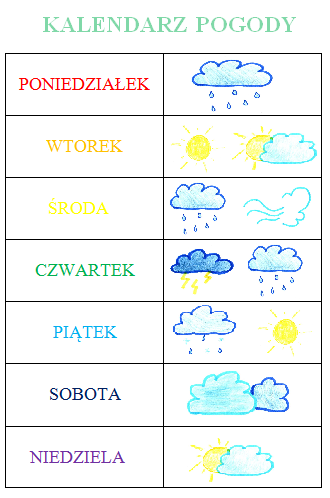 KALENDARZ POGODY
PONIEDZIAŁEK
WTOREK
ŚRODA
CZWARTEK
PIĄTEK
SOBOTA
NIEDZIELA